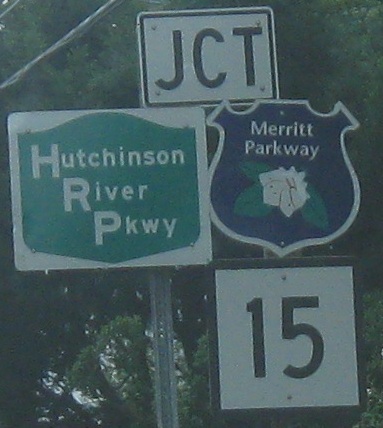 JCT
Hutchinson
River
Pkwy
Merritt
Parkway
15